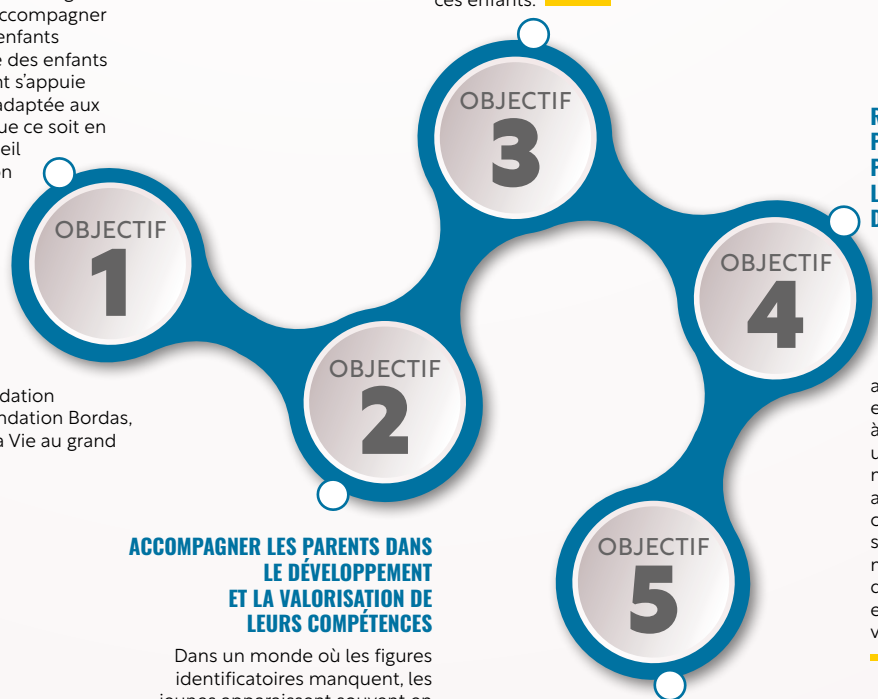 ccompagner
enfants
des enfants
t s'appuie
adaptée aux
ue ce soit en
eil
on
ces enfants.
OBJECTIF
1
OBJECTIF
2
OBJECTIF
3
OBJECTIF
4
OBJECTIF
5
dation
ndation Bordas,
a Vie au grand
ACCOMPAGNER LES PARENTS DANS
LE DÉVELOPPEMENT
ET LA VALORISATION DE
LEURS COMPÉTENCES
Dans un monde où les figures
identificatoires manquent, les